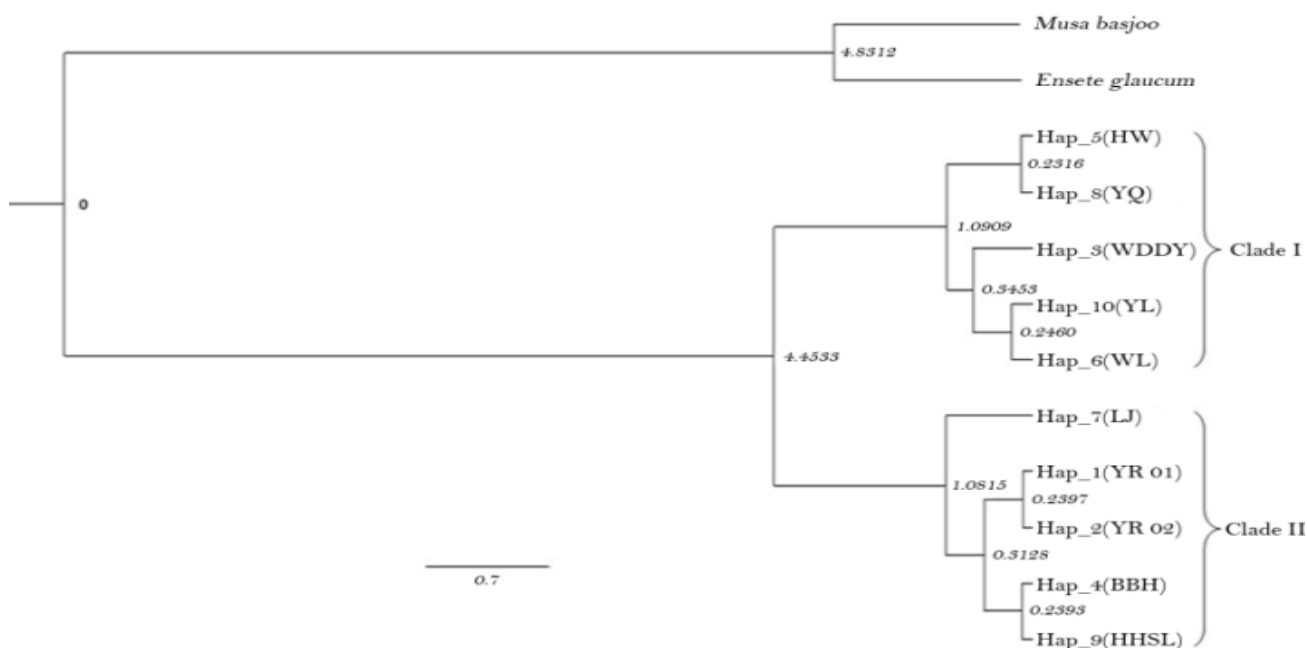 Musa basjoo
4.8312
Ensete glaucum
Hap_5(HW)
0.2316
Hap_8(YQ)
0
1.0909
Hap_3(WDDY)
Clade I
0.3453
Hap_10(YL)
0.2460
4.4533
Hap_6(WL)
Hap_7(LJ)
Hap_1(YR 01)
1.0815
0.2397
Hap_2(YR 02)
Clade II
0.3128
0.7
Hap_4(BBH)
0.2393
Hap_9(HHSL)